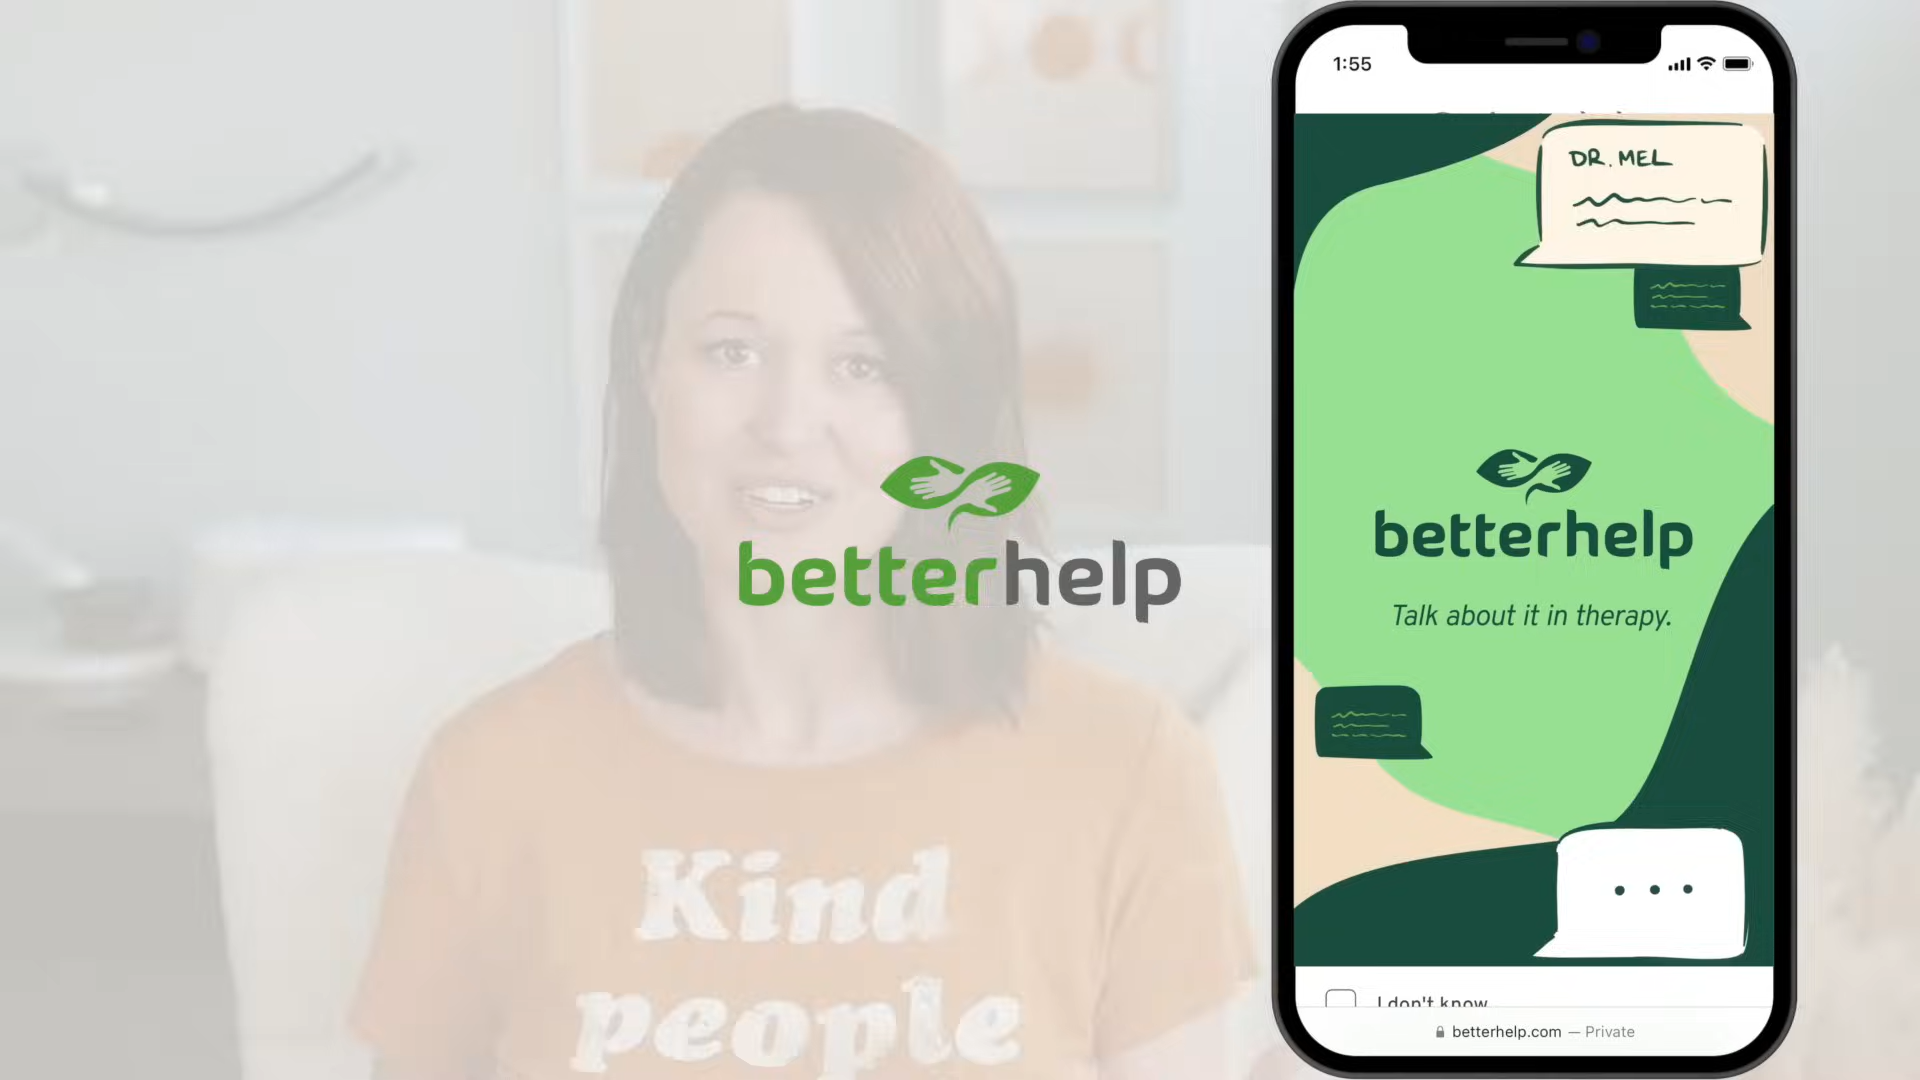 betterhelp
Kind
people
1:55
DR. MEL
betterhelp
Talk about it in therapy.
I don't know
betterhelp.com — Private